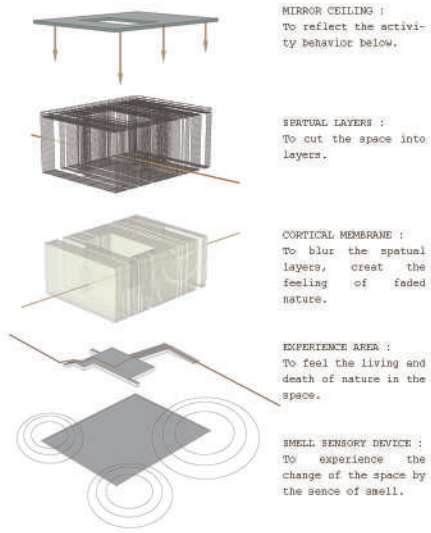 MIRROR CEILING :
To reflect the activi-
ty behavior below.
SPATUAL LAYERS :
To cut the space into
layers.
CORTICAL MEMBRANE :
To blur the spatual
layers, creat the
feeling of faded
nature.
EXPERIENCE AREA :
To feel the living and
death of nature in the
space.
SMELL SENSORY DEVICE :
To experience the
change of the space by
the sence of smell.